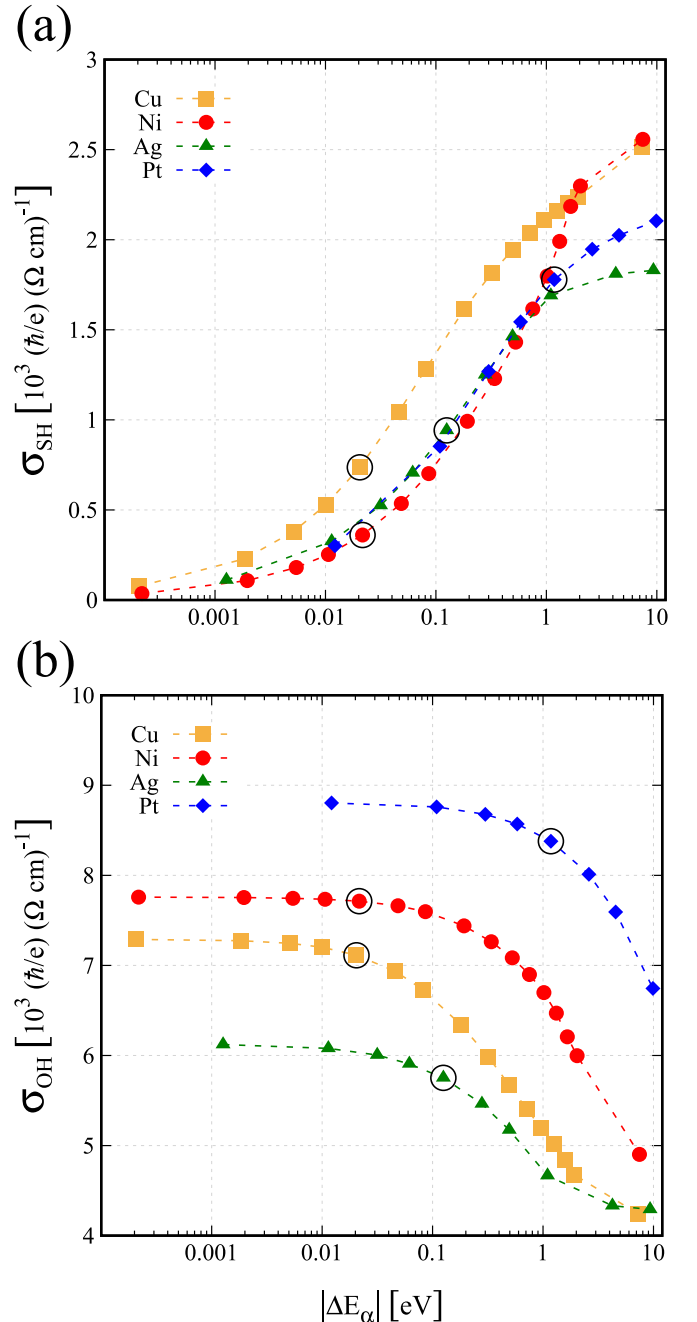 (a)
3
2.5
2
1.5
1
0.5
0
Cu
Ni
Ag
Pt
σSH [ 10³ (ħ/e) (Ω cm)⁻¹ ]
0.001 0.01 0.1 1 10
(b)
10
9
8
7
6
5
4
Cu
Ni
Ag
Pt
σOH [ 10³ (ħ/e) (Ω cm)⁻¹ ]
0.001 0.01 0.1 1 10
|ΔEα| [eV]